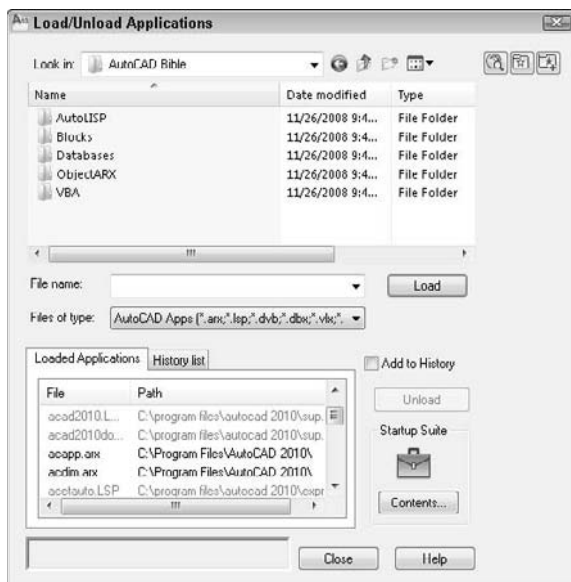 Load/Unload Applications
Look in: AutoCAD Bible
Name Date modified Type
AutoLISP 11/26/2008 9:4... File Folder
Blocks 11/26/2008 9:4... File Folder
Databases 11/26/2008 9:4... File Folder
ObjectARX 11/26/2008 9:4... File Folder
VBA 11/26/2008 9:4... File Folder
File name: Load
Files of type: AutoCAD Apps (*.arx;*.lsp;*.dvb;*.dbx;*.vlx;*.
Loaded Applications History list Add to History
File Path
Unload
acad2010.L... C:\program files\autocad 2010\sup.
acad2010do... C:\program files\autocad 2010\sup.
Startup Suite
acapp.arx C:\Program Files\AutoCAD 2010\
acdim.arx C:\Program Files\AutoCAD 2010\
acetauto.LSP C:\program files\autocad 2010\expr
Contents...
Close Help